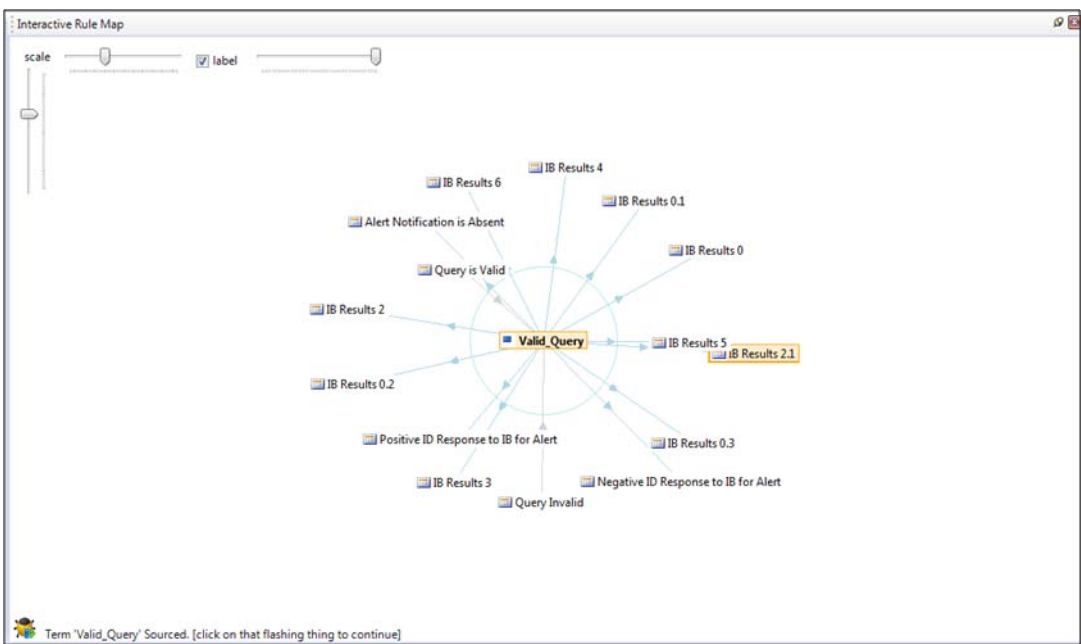 Interactive Rule Map
scale
label
IB Results 4
IB Results 6
IB Results 0.1
Alert Notification is Absent
IB Results 0
Query is Valid
IB Results 2
Valid_Query
IB Results 5
IB Results 2.1
IB Results 0.2
Positive ID Response to IB for Alert
IB Results 0.3
IB Results 3
Negative ID Response to IB for Alert
Query Invalid
Term 'Valid_Query' Sourced. [click on that flashing thing to continue]